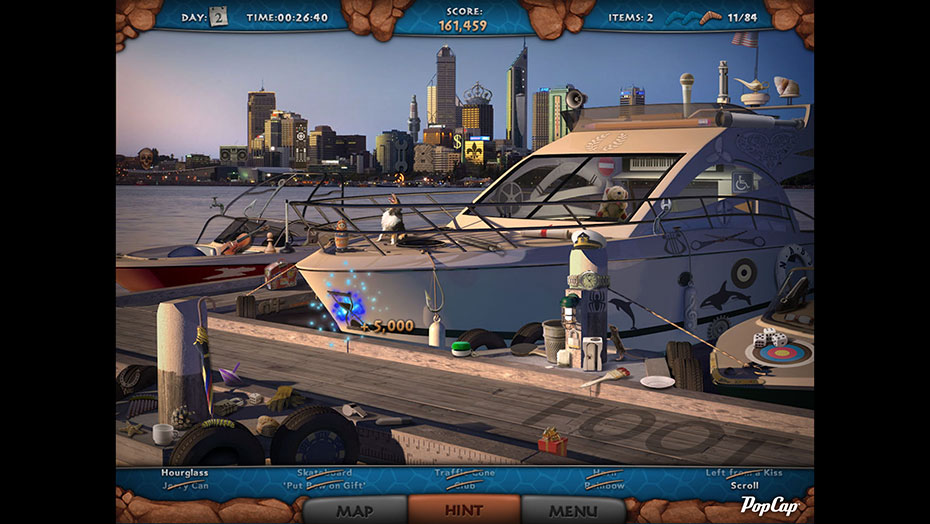 DAY: 2
TIME:00:26:40
SCORE:
161,459
ITEMS: 2
11/84
$
+ 5,000
FOOT
Hourglass
Skateboard
Traffic Cone
Horn
Left from a Kiss
Jerry Can
'Put Bow on Gift'
Club
Rainbow
Scroll
MAP
HINT
MENU
PopCap